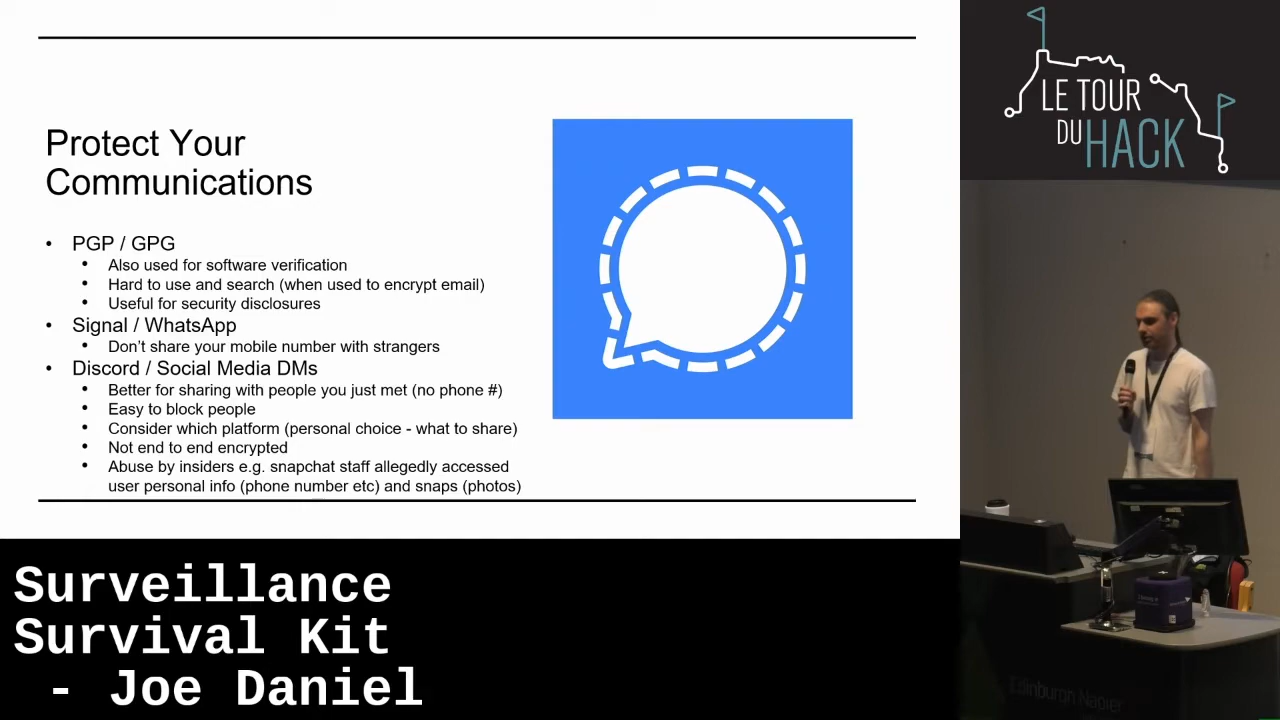 Protect Your
Communications
• PGP / GPG
• Also used for software verification
• Hard to use and search (when used to encrypt email)
• Useful for security disclosures
• Signal / WhatsApp
• Don’t share your mobile number with strangers
• Discord / Social Media DMs
• Better for sharing with people you just met (no phone #)
• Easy to block people
• Consider which platform (personal choice - what to share)
• Not end to end encrypted
• Abuse by insiders e.g. snapchat staff allegedly accessed
user personal info (phone number etc) and snaps (photos)
LE TOUR
DU HACK
Edinburgh Napier
Surveillance
Survival Kit
- Joe Daniel